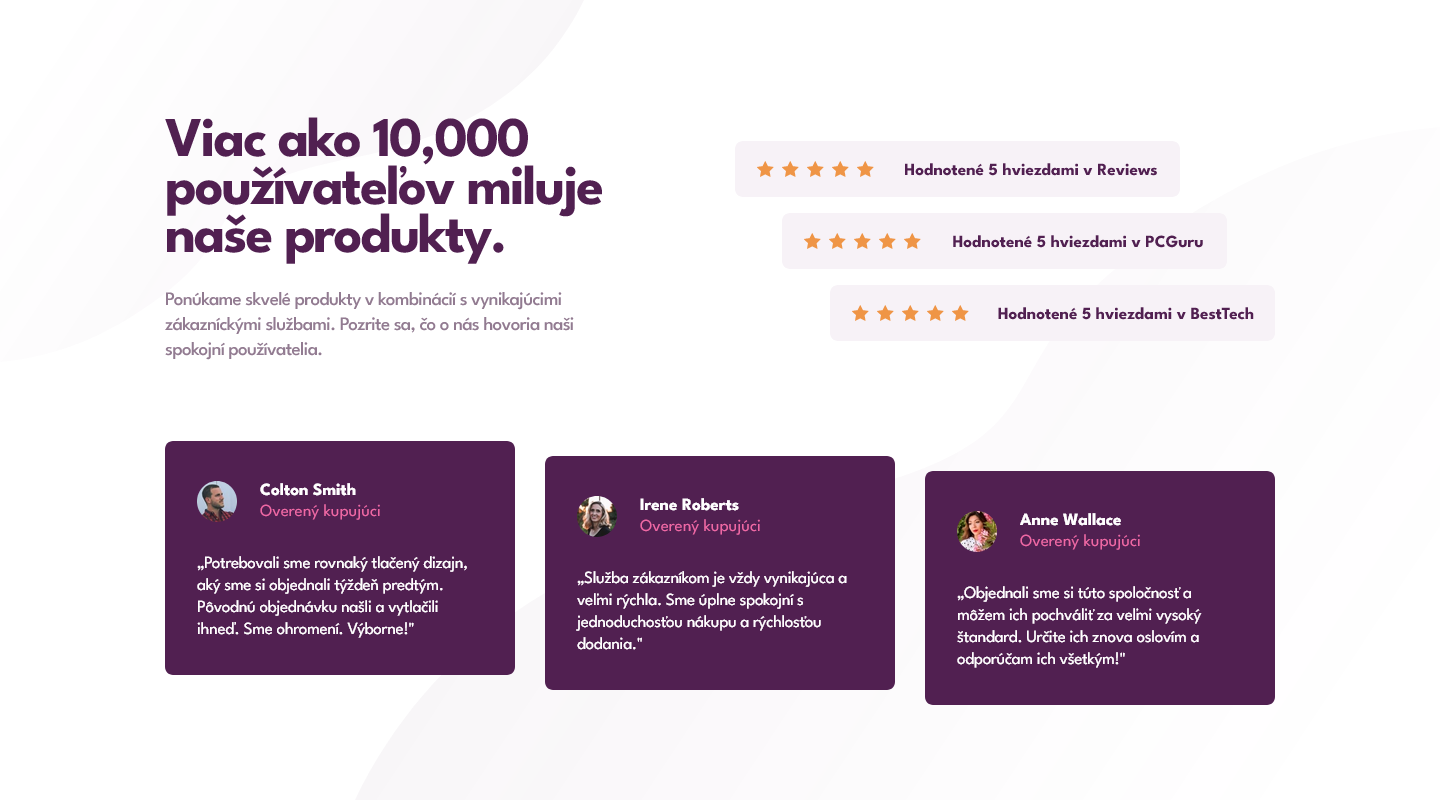 Viac ako 10,000
používateľov miluje
naše produkty.
Ponúkame skvelé produkty v kombinácií s vynikajúcimi
zákazníckými službami. Pozrite sa, čo o nás hovoria naši
spokojní používatelia.
Hodnotené 5 hviezdami v Reviews
Hodnotené 5 hviezdami v PCGuru
Hodnotené 5 hviezdami v BestTech
Colton Smith
Overený kupujúci
„Potrebovali sme rovnaký tlačený dizajn,
aký sme si objednali týždeň predtým.
Pôvodnú objednávku našli a vytlačili
ihneď. Sme ohromení. Výborne!"
Irene Roberts
Overený kupujúci
„Služba zákazníkom je vždy vynikajúca a
veľmi rýchla. Sme úplne spokojní s
jednoduchosťou nákupu a rýchlosťou
dodania."
Anne Wallace
Overený kupujúci
„Objednali sme si túto spoločnosť a
môžem ich pochváliť za veľmi vysoký
štandard. Určite ich znova oslovím a
odporúčam ich všetkým!"